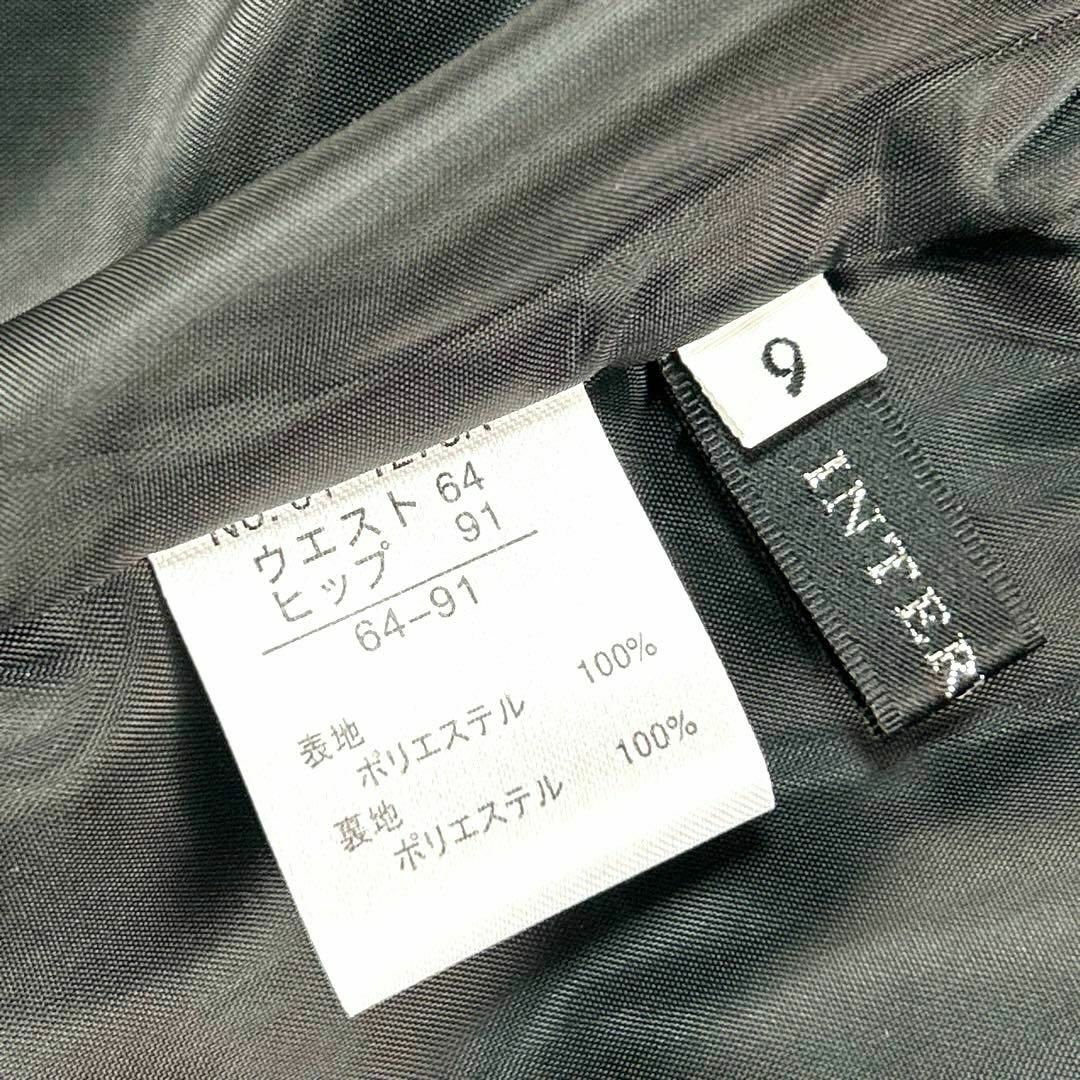 ウエスト 64
ヒップ 91
64-91
表地
ポリエステル 100%
裏地
ポリエステル 100%
9
INTER